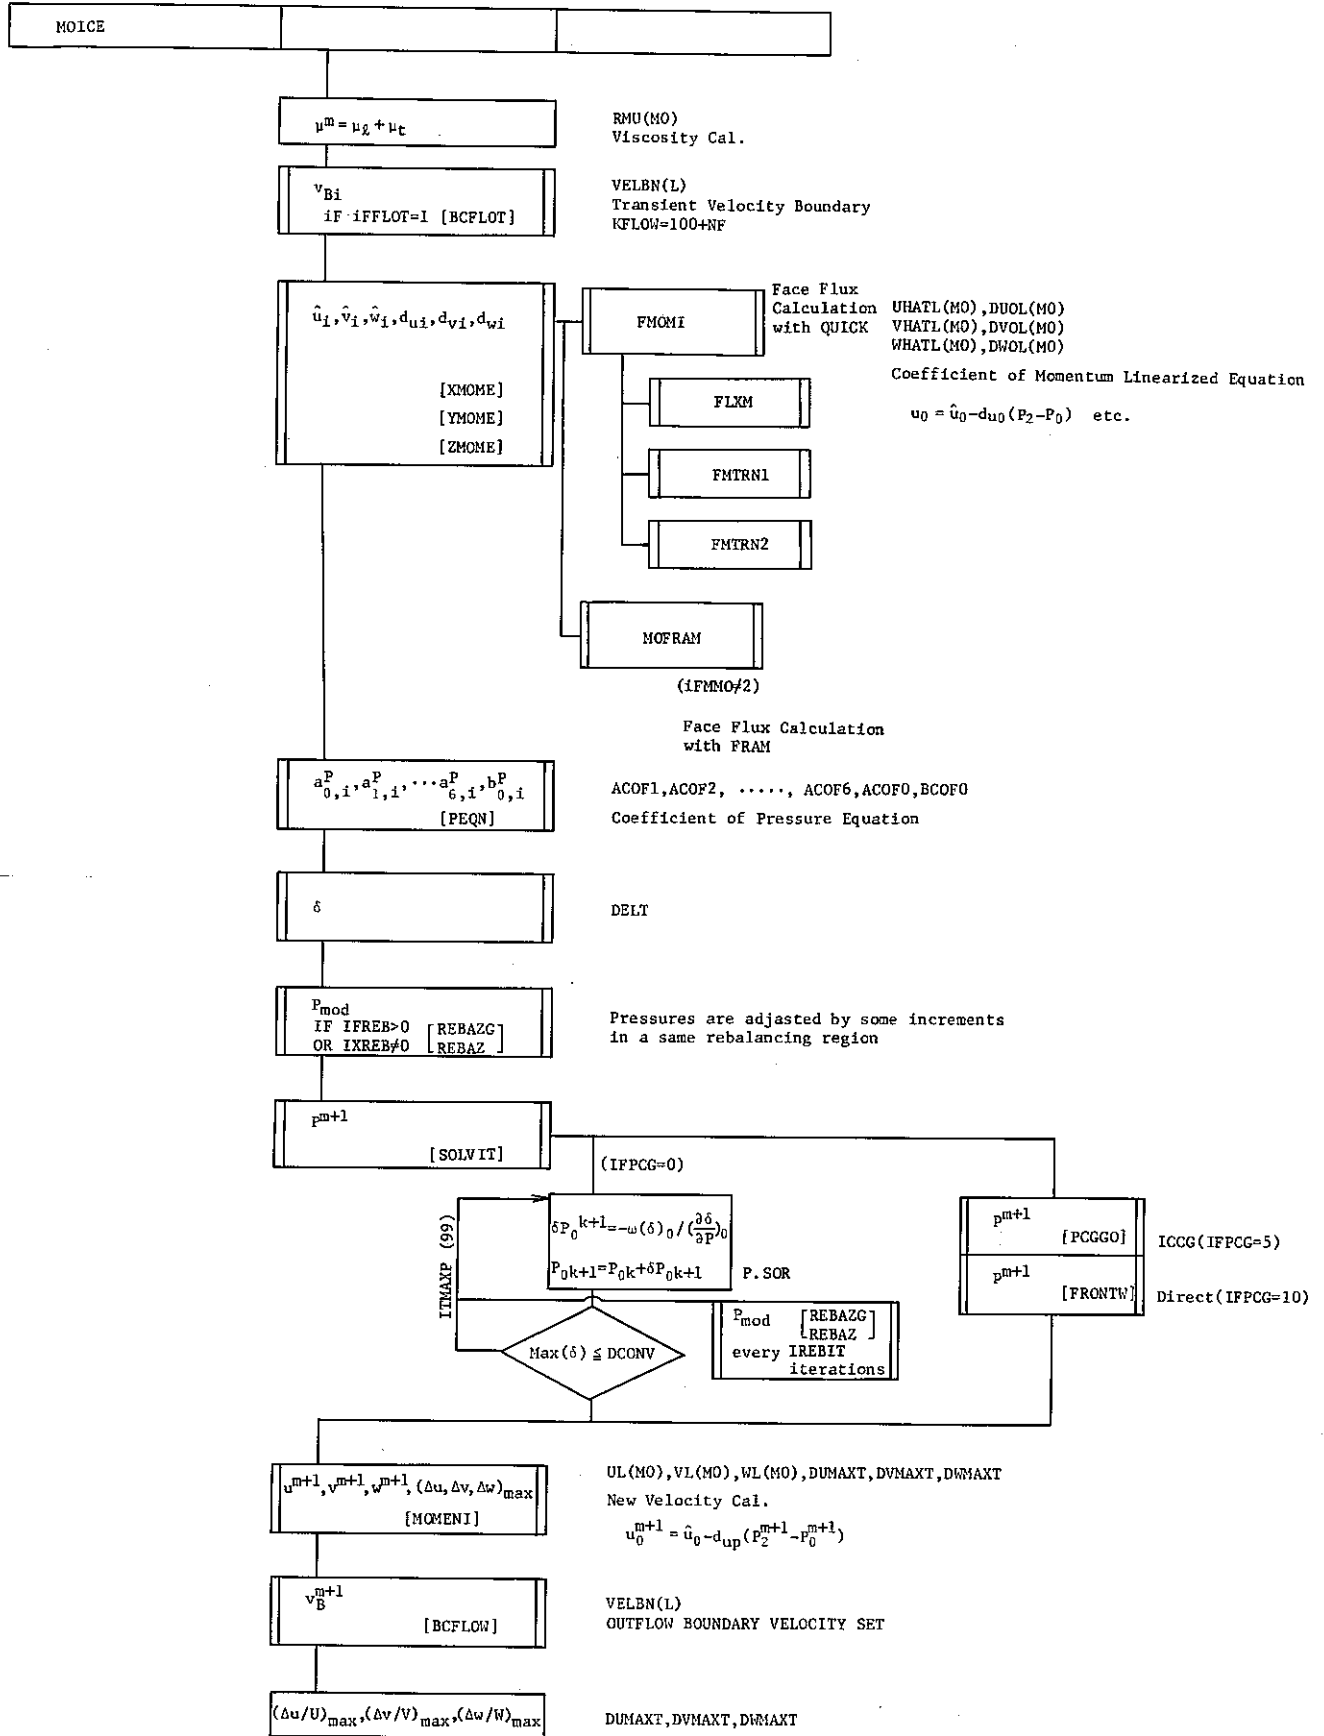 MOICE
μ^m = μ_ℓ + μ_t
RMU(MO)
Viscosity Cal.
v_Bi
iF iFFLOT=1 [BCFLOT]
VELBN(L)
Transient Velocity Boundary
KFLOW=100+NF
û_i, v̂_i, ŵ_i, d_ui, d_vi, d_wi
[XMOME]
[YMOME]
[ZMOME]
FMOMI
Face Flux
Calculation
with QUICK
UHATL(MO),DUOL(MO)
VHATL(MO),DVOL(MO)
WHATL(MO),DWOL(MO)
Coefficient of Momentum Linearized Equation
u_0 = û_0-d_u0(P_2-P_0) etc.
FLXM
FMTRN1
FMTRN2
MOFRAM
(iFMMO≠2)
Face Flux Calculation
with FRAM
a^P_0,i, a^P_1,i, ···a^P_6,i, b^P_0,i
[PEQN]
ACOF1,ACOF2, ....., ACOF6,ACOF0,BCOF0
Coefficient of Pressure Equation
δ
DELT
P_mod
IF IFREB>0 [REBAZG]
OR IXREB≠0 [REBAZ]
Pressures are adjasted by some increments
in a same rebalancing region
P^m+1
[SOLVIT]
(IFPCG=0)
ITMAXP (99)
δP_0^k+1=-ω(δ)_0/(∂δ/∂P)_0
P_0k+1=P_0k+δP_0k+1
P.SOR
P^m+1
[PCGGO]
ICCG(IFPCG=5)
P^m+1
[FRONTW]
Direct(IFPCG=10)
P_mod [REBAZG]
[REBAZ]
every IREBIT
iterations
Max(δ) ≦ DCONV
u^m+1, v^m+1, w^m+1, (Δu, Δv, Δw)_max
[MOMENI]
UL(MO),VL(MO),WL(MO),DUMAXT,DVMAXT,DWMAXT
New Velocity Cal.
u_0^m+1 = û_0-d_up(P_2^m+1-P_0^m+1)
v_B^m+1
[BCFLOW]
VELBN(L)
OUTFLOW BOUNDARY VELOCITY SET
(Δu/U)_max, (Δv/V)_max, (Δw/W)_max
DUMAXT,DVMAXT,DWMAXT